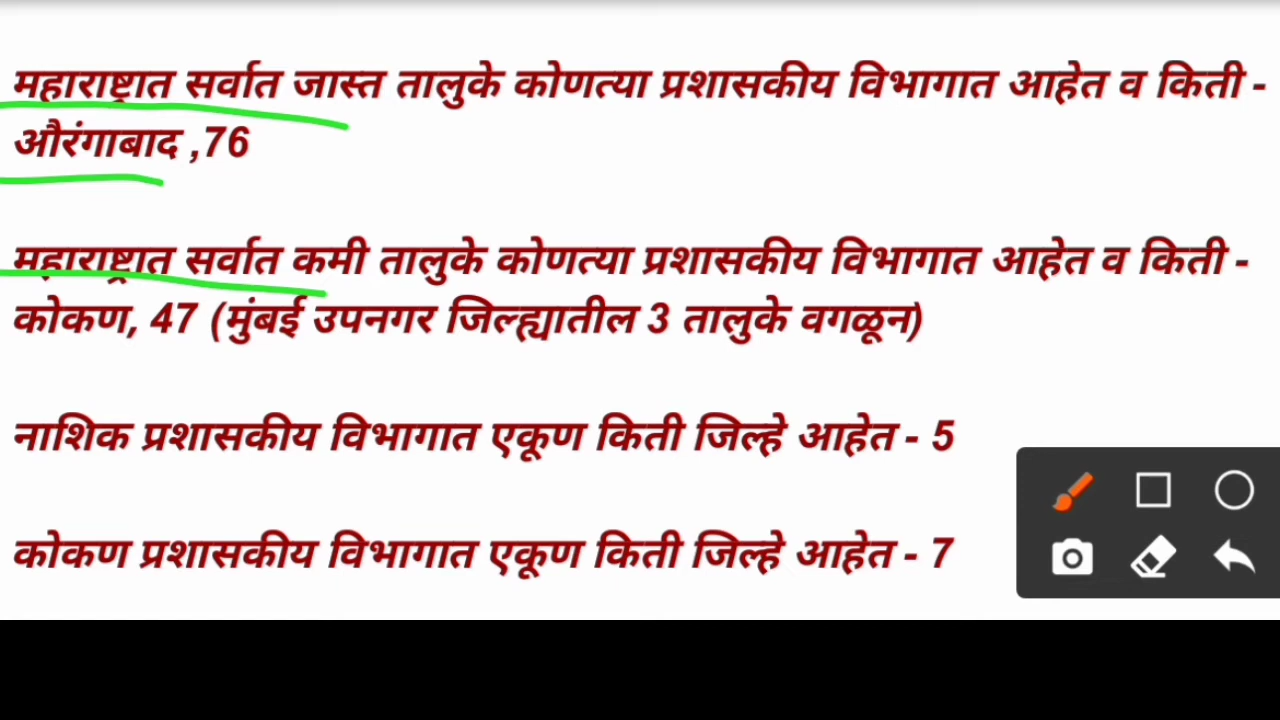 महाराष्ट्रात सर्वात जास्त तालुके कोणत्या प्रशासकीय विभागात आहेत व किती -
औरंगाबाद ,76
महाराष्ट्रात सर्वात कमी तालुके कोणत्या प्रशासकीय विभागात आहेत व किती -
कोकण, 47 (मुंबई उपनगर जिल्ह्यातील 3 तालुके वगळून)
नाशिक प्रशासकीय विभागात एकूण किती जिल्हे आहेत - 5
कोकण प्रशासकीय विभागात एकूण किती जिल्हे आहेत - 7